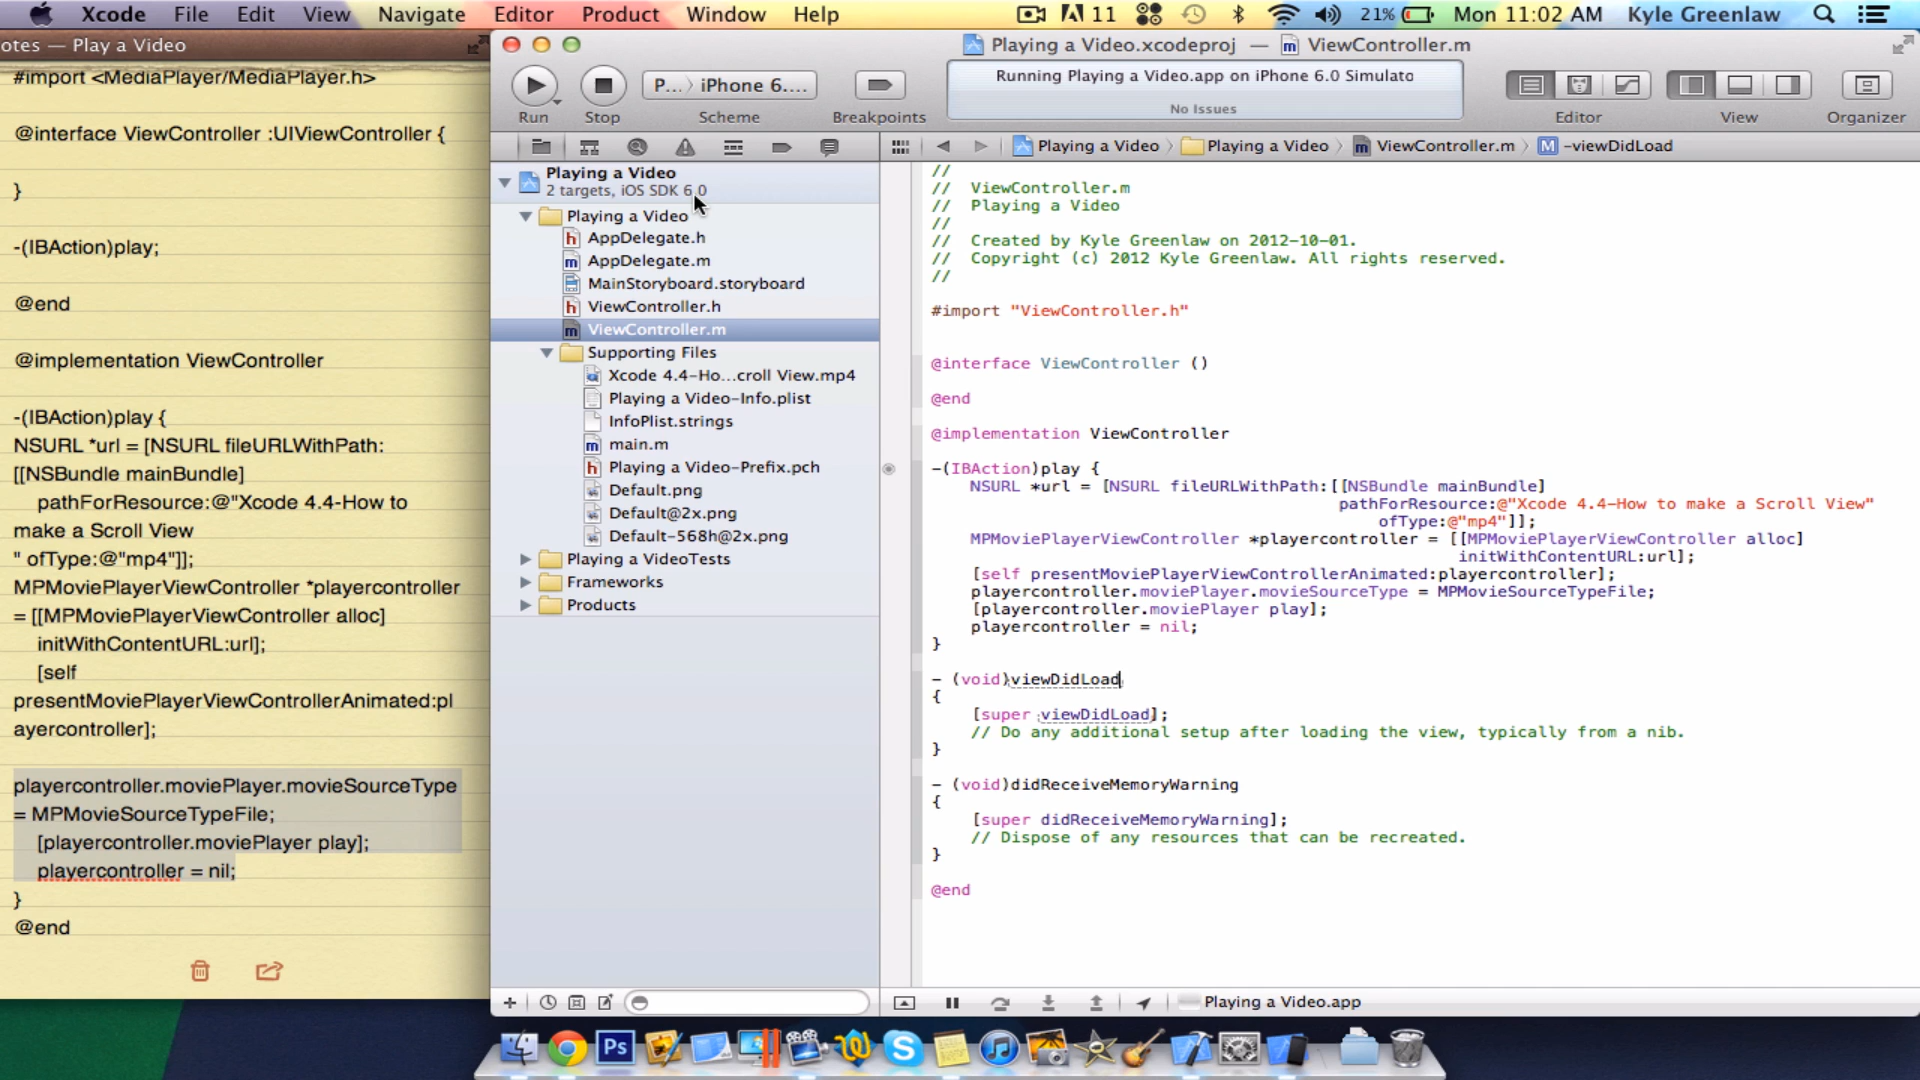 Xcode File Edit View Navigate Editor Product Window Help 11 21% Mon 11:02 AM Kyle Greenlaw
otes — Play a Video
#import <MediaPlayer/MediaPlayer.h>
@interface ViewController :UIViewController {
}
-(IBAction)play;
@end
@implementation ViewController
-(IBAction)play {
NSURL *url = [NSURL fileURLWithPath:
[[NSBundle mainBundle]
pathForResource:@"Xcode 4.4-How to
make a Scroll View
" ofType:@"mp4"]];
MPMoviePlayerViewController *playercontroller
= [[MPMoviePlayerViewController alloc]
initWithContentURL:url];
[self
presentMoviePlayerViewControllerAnimated:pl
ayercontroller];
playercontroller.moviePlayer.movieSourceType
= MPMovieSourceTypeFile;
[playercontroller.moviePlayer play];
playercontroller = nil;
}
@end
Playing a Video.xcodeproj — ViewController.m
P... iPhone 6....
Running Playing a Video.app on iPhone 6.0 Simulato
No Issues
Run Stop Scheme Breakpoints Editor View Organizer
Playing a Video
2 targets, iOS SDK 6.0
Playing a Video
AppDelegate.h
AppDelegate.m
MainStoryboard.storyboard
ViewController.h
ViewController.m
Supporting Files
Xcode 4.4-Ho...croll View.mp4
Playing a Video-Info.plist
InfoPlist.strings
main.m
Playing a Video-Prefix.pch
Default.png
Default@2x.png
Default-568h@2x.png
Playing a VideoTests
Frameworks
Products
Playing a Video Playing a Video ViewController.m M -viewDidLoad
//
// ViewController.m
// Playing a Video
//
// Created by Kyle Greenlaw on 2012-10-01.
// Copyright (c) 2012 Kyle Greenlaw. All rights reserved.
//
#import "ViewController.h"
@interface ViewController ()
@end
@implementation ViewController
-(IBAction)play {
NSURL *url = [NSURL fileURLWithPath:[[NSBundle mainBundle]
pathForResource:@"Xcode 4.4-How to make a Scroll View"
ofType:@"mp4"]];
MPMoviePlayerViewController *playercontroller = [[MPMoviePlayerViewController alloc]
initWithContentURL:url];
[self presentMoviePlayerViewControllerAnimated:playercontroller];
playercontroller.moviePlayer.movieSourceType = MPMovieSourceTypeFile;
[playercontroller.moviePlayer play];
playercontroller = nil;
}
- (void)viewDidLoad
{
[super viewDidLoad];
// Do any additional setup after loading the view, typically from a nib.
}
- (void)didReceiveMemoryWarning
{
[super didReceiveMemoryWarning];
// Dispose of any resources that can be recreated.
}
@end
Playing a Video.app
Ps